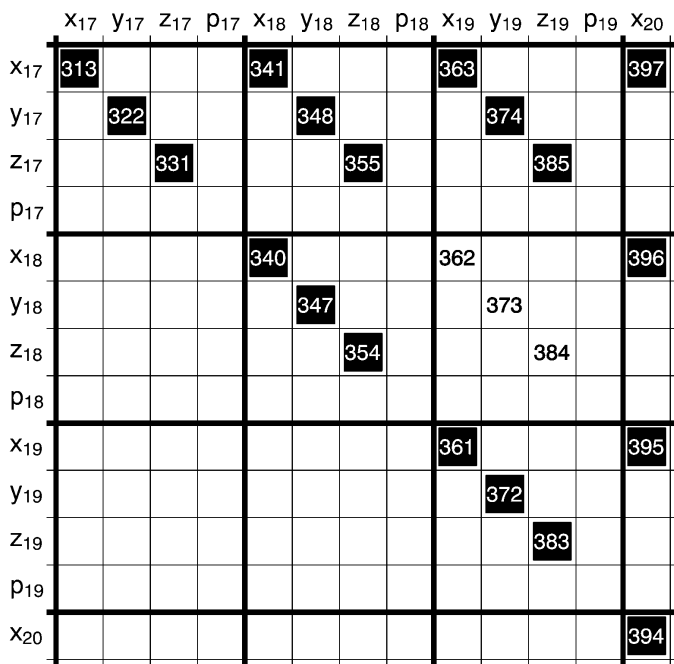 x17 y17 z17 p17 x18 y18 z18 p18 x19 y19 z19 p19 x20
x17 313 341 363 397
y17 322 348 374
z17 331 355 385
p17
x18 340 362 396
y18 347 373
z18 354 384
p18
x19 361 395
y19 372
z19 383
p19
x20 394